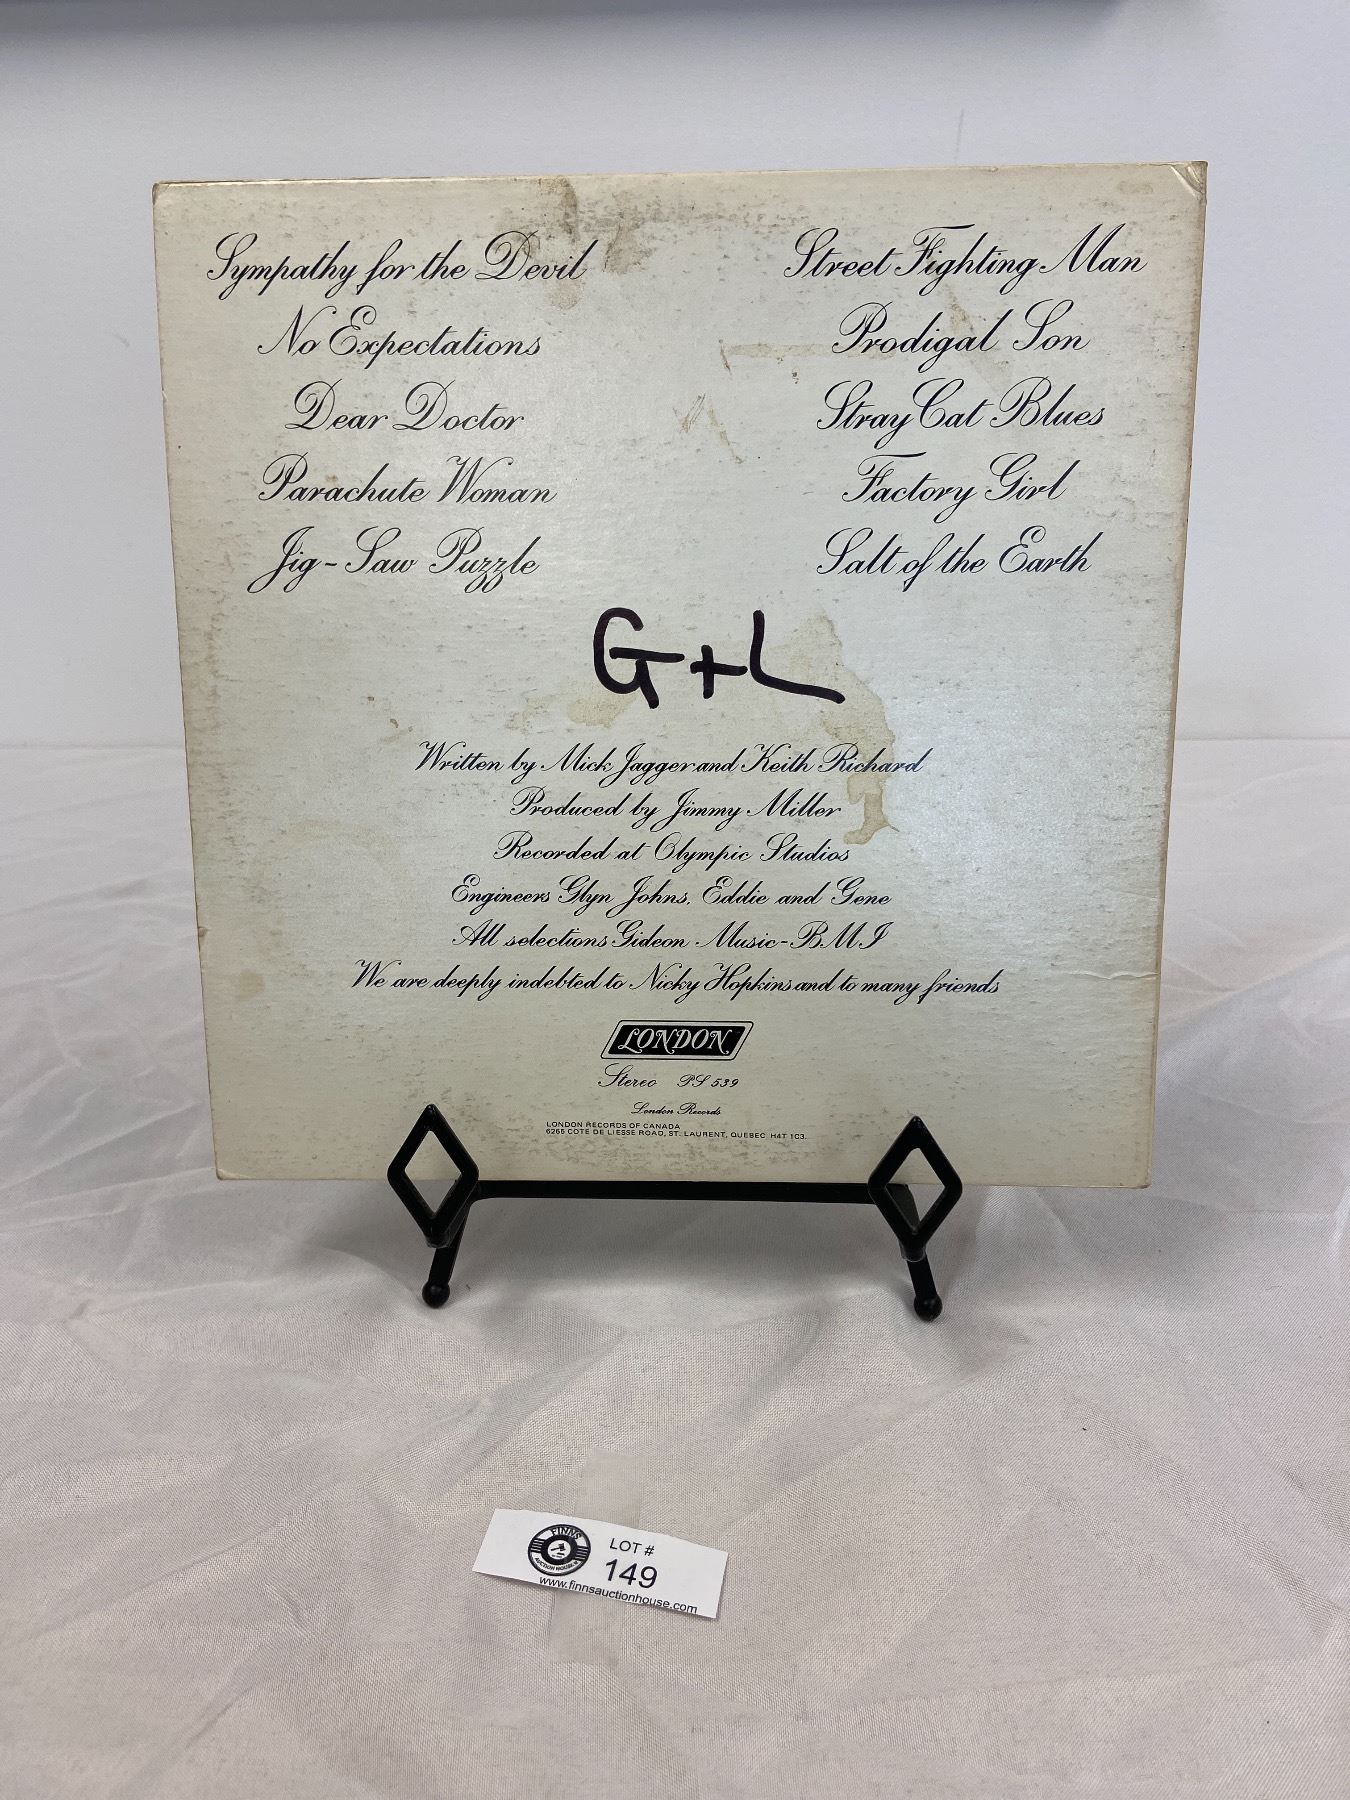 Sympathy for the Devil
No Expectations
Dear Doctor
Parachute Woman
Jig-Saw Puzzle
Street Fighting Man
Prodigal Son
Stray Cat Blues
Factory Girl
Salt of the Earth
G+L
Written by Mick Jagger and Keith Richard
Produced by Jimmy Miller
Recorded at Olympic Studios
Engineers Glyn Johns, Eddie and Gene
All selections Gideon Music-B.M.I
We are deeply indebted to Nicky Hopkins and to many friends
LONDON
Stereo PS 539
London Records
LONDON RECORDS OF CANADA
6265 COTE DE LIESSE ROAD, ST. LAURENT, QUEBEC H4T 1C3.
FINNS
AUCTION HOUSE
LOT #
149
www.finnsauctionhouse.com